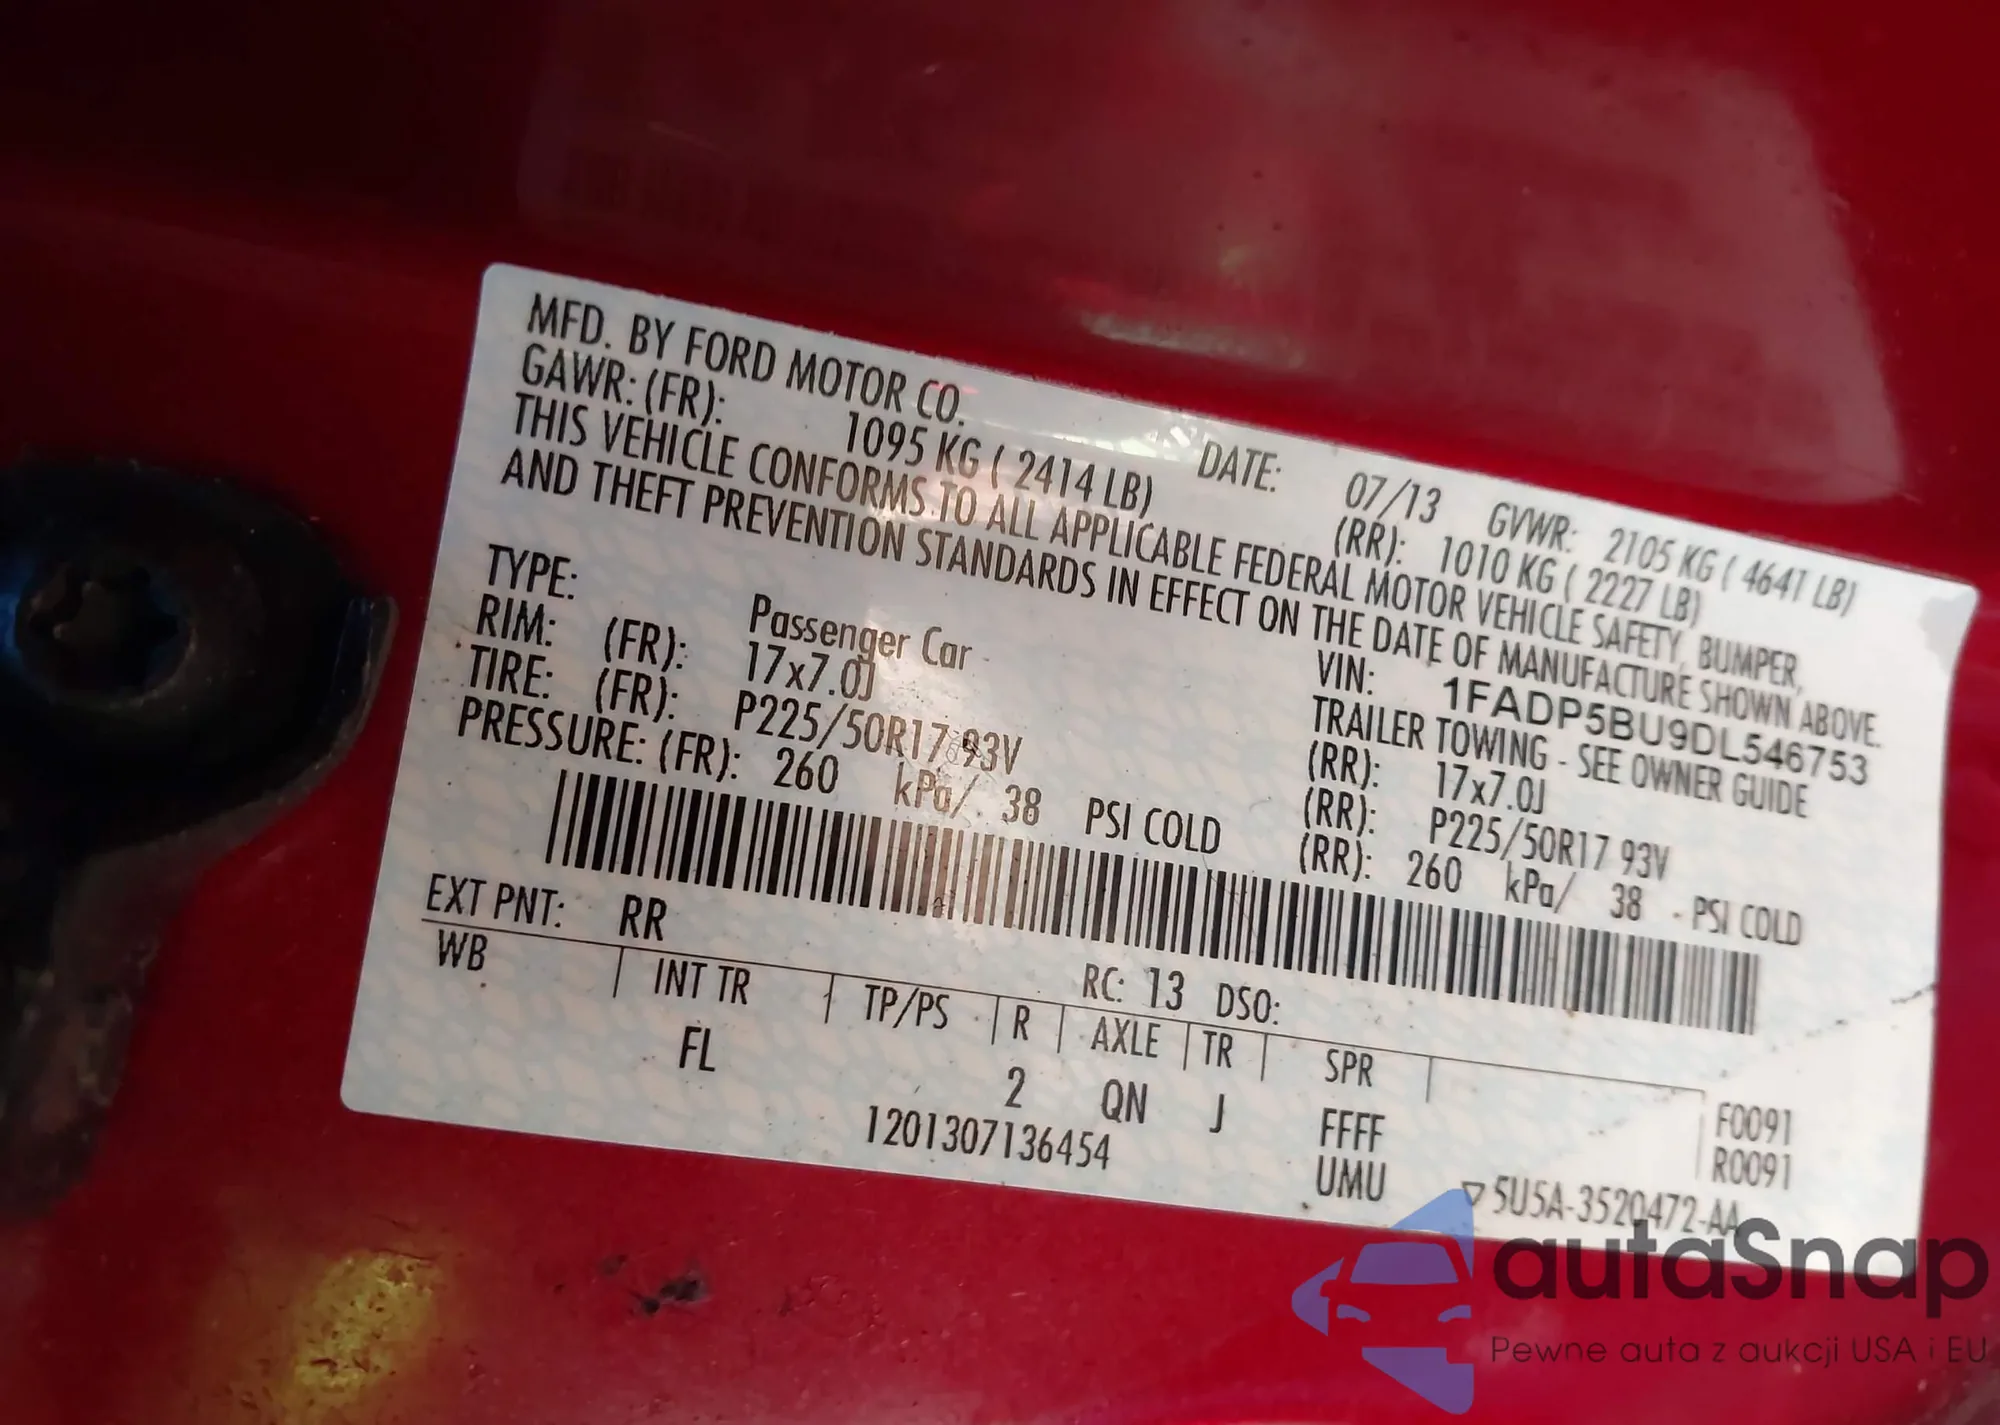 MFD. BY FORD MOTOR CO. DATE: 07/13 GVWR: 2105 KG ( 4641 LB)
GAWR: (FR): 1095 KG ( 2414 LB) (RR): 1010 KG ( 2227 LB)
THIS VEHICLE CONFORMS TO ALL APPLICABLE FEDERAL MOTOR VEHICLE SAFETY, BUMPER,
AND THEFT PREVENTION STANDARDS IN EFFECT ON THE DATE OF MANUFACTURE SHOWN ABOVE.
VIN: 1FADP5BU9DL546753
TYPE: Passenger Car TRAILER TOWING - SEE OWNER GUIDE
RIM: (FR): 17x7.0J (RR): 17x7.0J
TIRE: (FR): P225/50R17 93V (RR): P225/50R17 93V
PRESSURE: (FR): 260 kPa/ 38 PSI COLD (RR): 260 kPa/ 38 PSI COLD
EXT PNT: RR RC: 13 DSO:
WB INT TR TP/PS R AXLE TR SPR
FL 2 QN J FFFF F0091
1201307136454 UMU R0091
5U5A-3520472-AA
autaSnap
Pewne auta z aukcji USA i EU